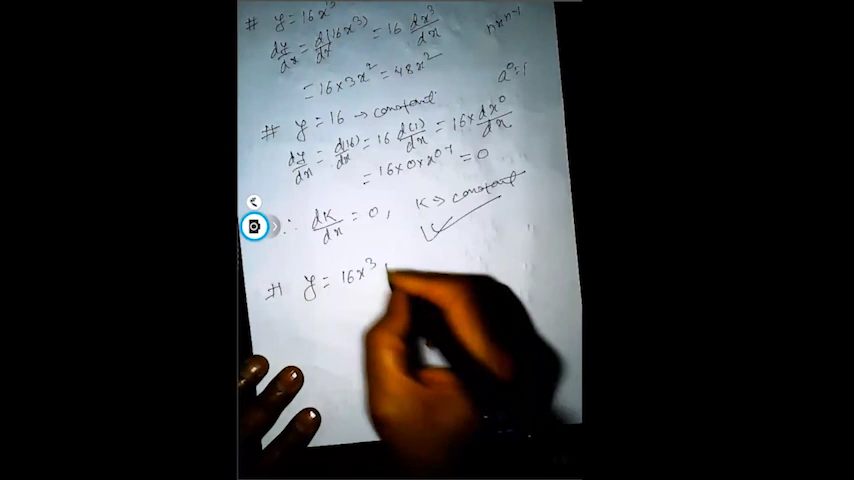 # y = 16x³
dy/dx = d(16x³)/dx = 16 dx³/dx
n xⁿ⁻¹
= 16 × 3x² = 48x²
a⁰ = 1
# y = 16 → constant
dy/dx = d(16)/dx = 16 d(1)/dx = 16 × dx⁰/dx
= 16 × 0 × x⁰⁻¹ = 0
∴ dK/dx = 0, K → constant
# y = 16x³